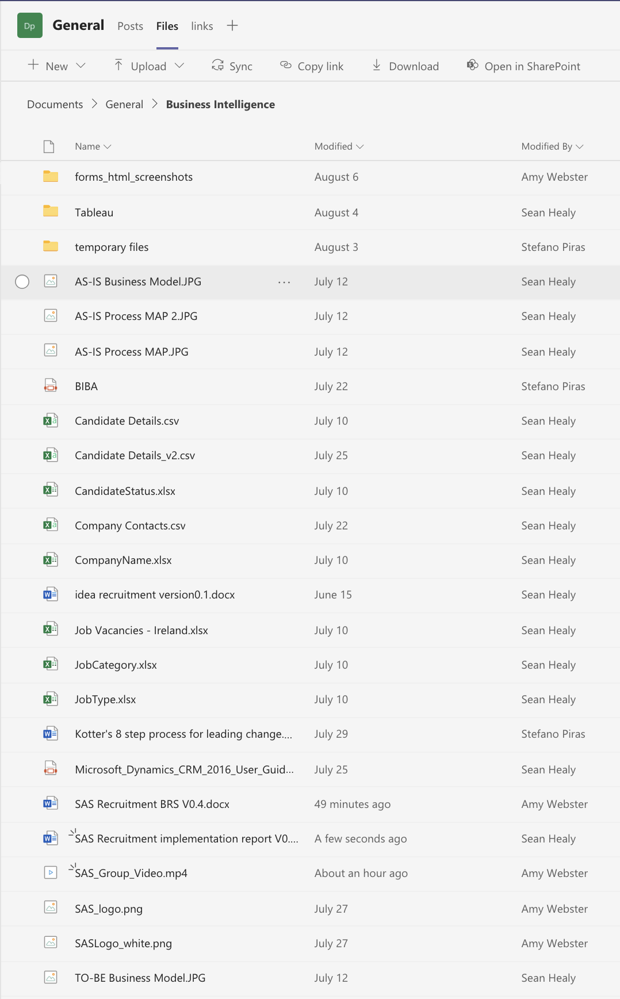 Dp General Posts Files links
New Upload Sync Copy link Download Open in SharePoint
Documents General Business Intelligence
Name Modified Modified By
forms_html_screenshots August 6 Amy Webster
Tableau August 4 Sean Healy
temporary files August 3 Stefano Piras
AS-IS Business Model.JPG ... July 12 Sean Healy
AS-IS Process MAP 2.JPG July 12 Sean Healy
AS-IS Process MAP.JPG July 12 Sean Healy
BIBA July 22 Stefano Piras
Candidate Details.csv July 10 Sean Healy
Candidate Details_v2.csv July 25 Sean Healy
CandidateStatus.xlsx July 10 Sean Healy
Company Contacts.csv July 22 Sean Healy
CompanyName.xlsx July 10 Sean Healy
idea recruitment version0.1.docx June 15 Sean Healy
Job Vacancies - Ireland.xlsx July 10 Sean Healy
JobCategory.xlsx July 10 Sean Healy
JobType.xlsx July 10 Sean Healy
Kotter's 8 step process for leading change.... July 29 Stefano Piras
Microsoft_Dynamics_CRM_2016_User_Guid... July 25 Sean Healy
SAS Recruitment BRS V0.4.docx 49 minutes ago Amy Webster
SAS Recruitment implementation report V0.... A few seconds ago Sean Healy
SAS_Group_Video.mp4 About an hour ago Amy Webster
SAS_logo.png July 27 Amy Webster
SASLogo_white.png July 27 Amy Webster
TO-BE Business Model.JPG July 12 Sean Healy